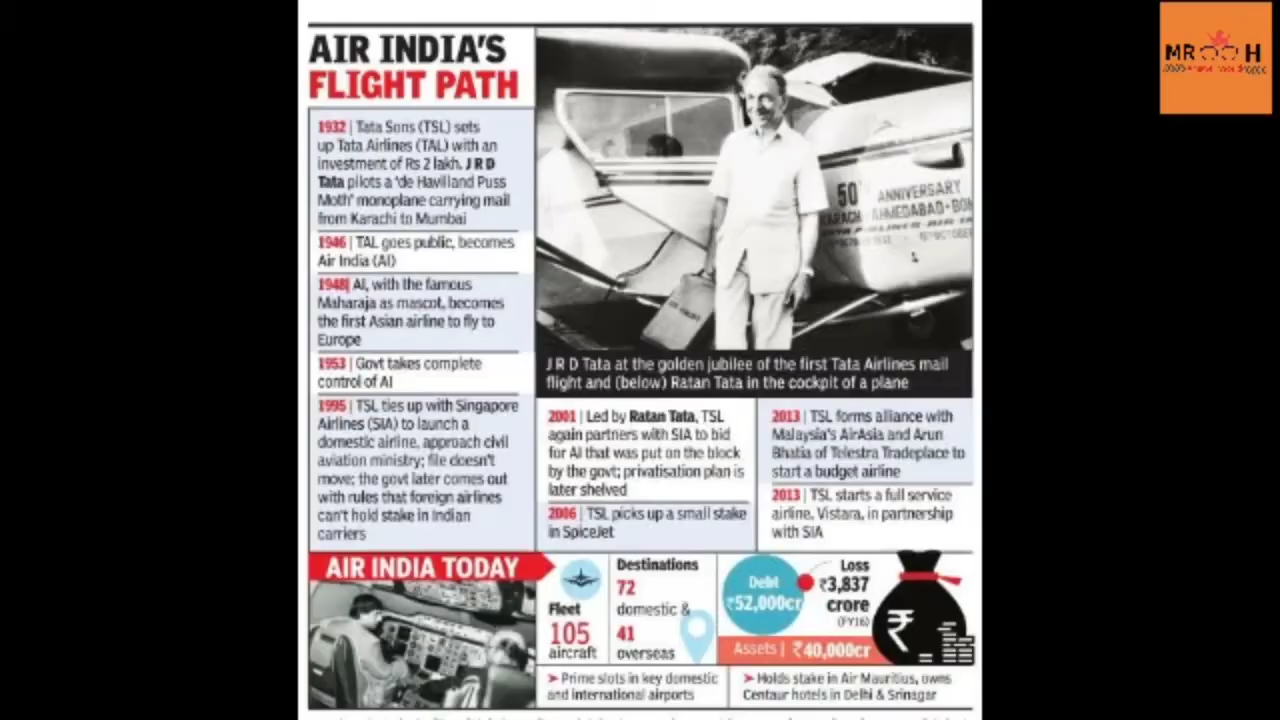 AIR INDIA'S
FLIGHT PATH
1932 | Tata Sons (TSL) sets
up Tata Airlines (TAL) with an
investment of Rs 2 lakh. J R D
Tata pilots a 'de Havilland Puss
Moth' monoplane carrying mail
from Karachi to Mumbai
1946 | TAL goes public, becomes
Air India (AI)
1948| AI, with the famous
Maharaja as mascot, becomes
the first Asian airline to fly to
Europe
1953 | Govt takes complete
control of AI
1995 | TSL ties up with Singapore
Airlines (SIA) to launch a
domestic airline, approach civil
aviation ministry; file doesn't
move; the govt later comes out
with rules that foreign airlines
can't hold stake in Indian
carriers
50 ANNIVERSARY
KARACHI AHMEDABAD-BOM
J R D Tata at the golden jubilee of the first Tata Airlines mail
flight and (below) Ratan Tata in the cockpit of a plane
2001 | Led by Ratan Tata, TSL
again partners with SIA to bid
for AI that was put on the block
by the govt; privatisation plan is
later shelved
2006 | TSL picks up a small stake
in SpiceJet
2013 | TSL forms alliance with
Malaysia's AirAsia and Arun
Bhatia of Telestra Tradeplace to
start a budget airline
2013 | TSL starts a full service
airline, Vistara, in partnership
with SIA
AIR INDIA TODAY
Fleet
105
aircraft
Destinations
72
domestic &
41
overseas
Debt
₹52,000cr
Loss
₹3,837
crore
(FY16)
Assets | ₹40,000cr
₹
➤ Prime slots in key domestic
and international airports
➤ Holds stake in Air Mauritius, owns
Centaur hotels in Delhi & Srinagar
MR OOH